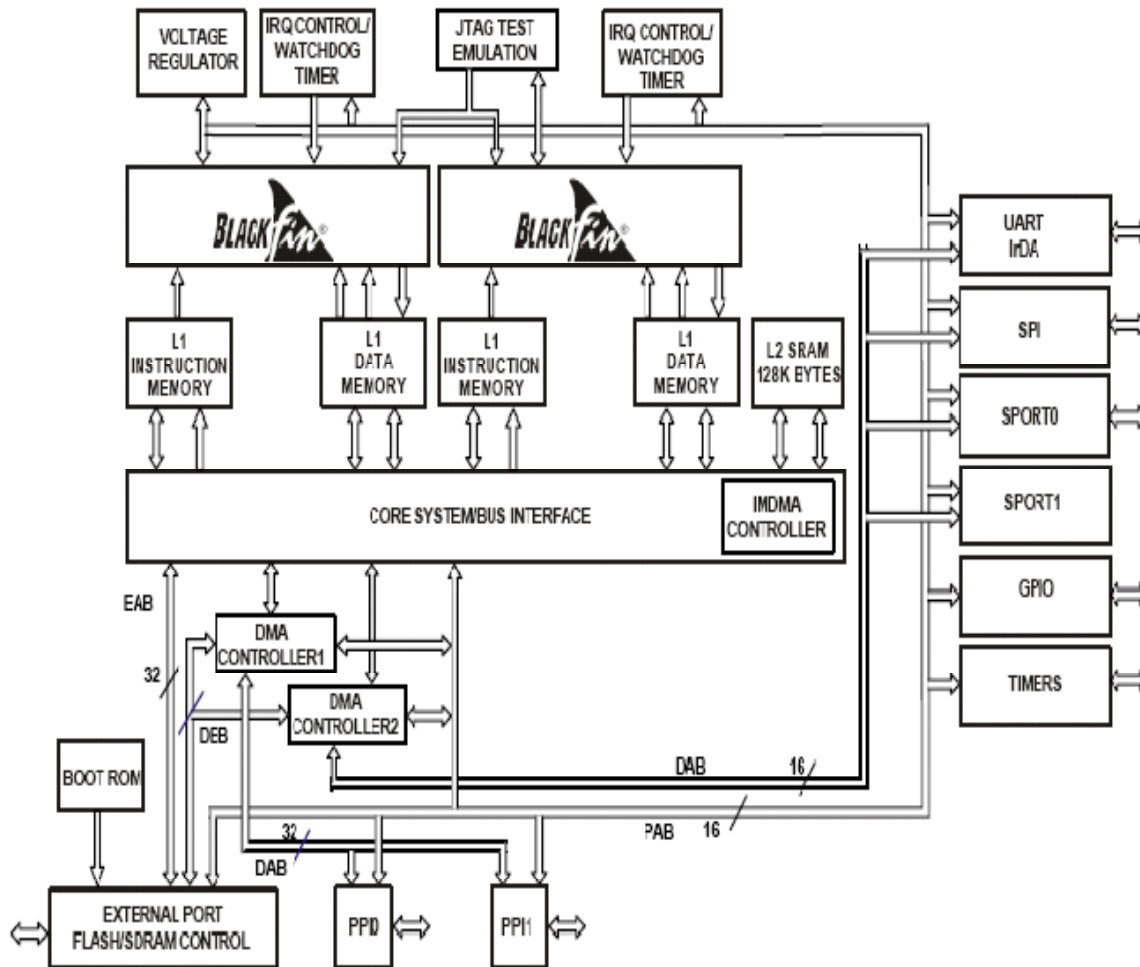 VOLTAGE
REGULATOR
IRQ CONTROL/
WATCHDOG
TIMER
JTAG TEST
EMULATION
IRQ CONTROL/
WATCHDOG
TIMER
BLACKfin®
BLACKfin®
UART
IrDA
L1
INSTRUCTION
MEMORY
L1
DATA
MEMORY
L1
INSTRUCTION
MEMORY
L1
DATA
MEMORY
L2 SRAM
128K BYTES
SPI
SPORT0
CORE SYSTEM/BUS INTERFACE
IMDMA
CONTROLLER
SPORT1
EAB
DMA
CONTROLLER1
GPIO
32
DMA
CONTROLLER2
TIMERS
DEB
BOOT ROM
DAB
16
PAB
16
32
DAB
EXTERNAL PORT
FLASH/SDRAM CONTROL
PPI0
PPI1